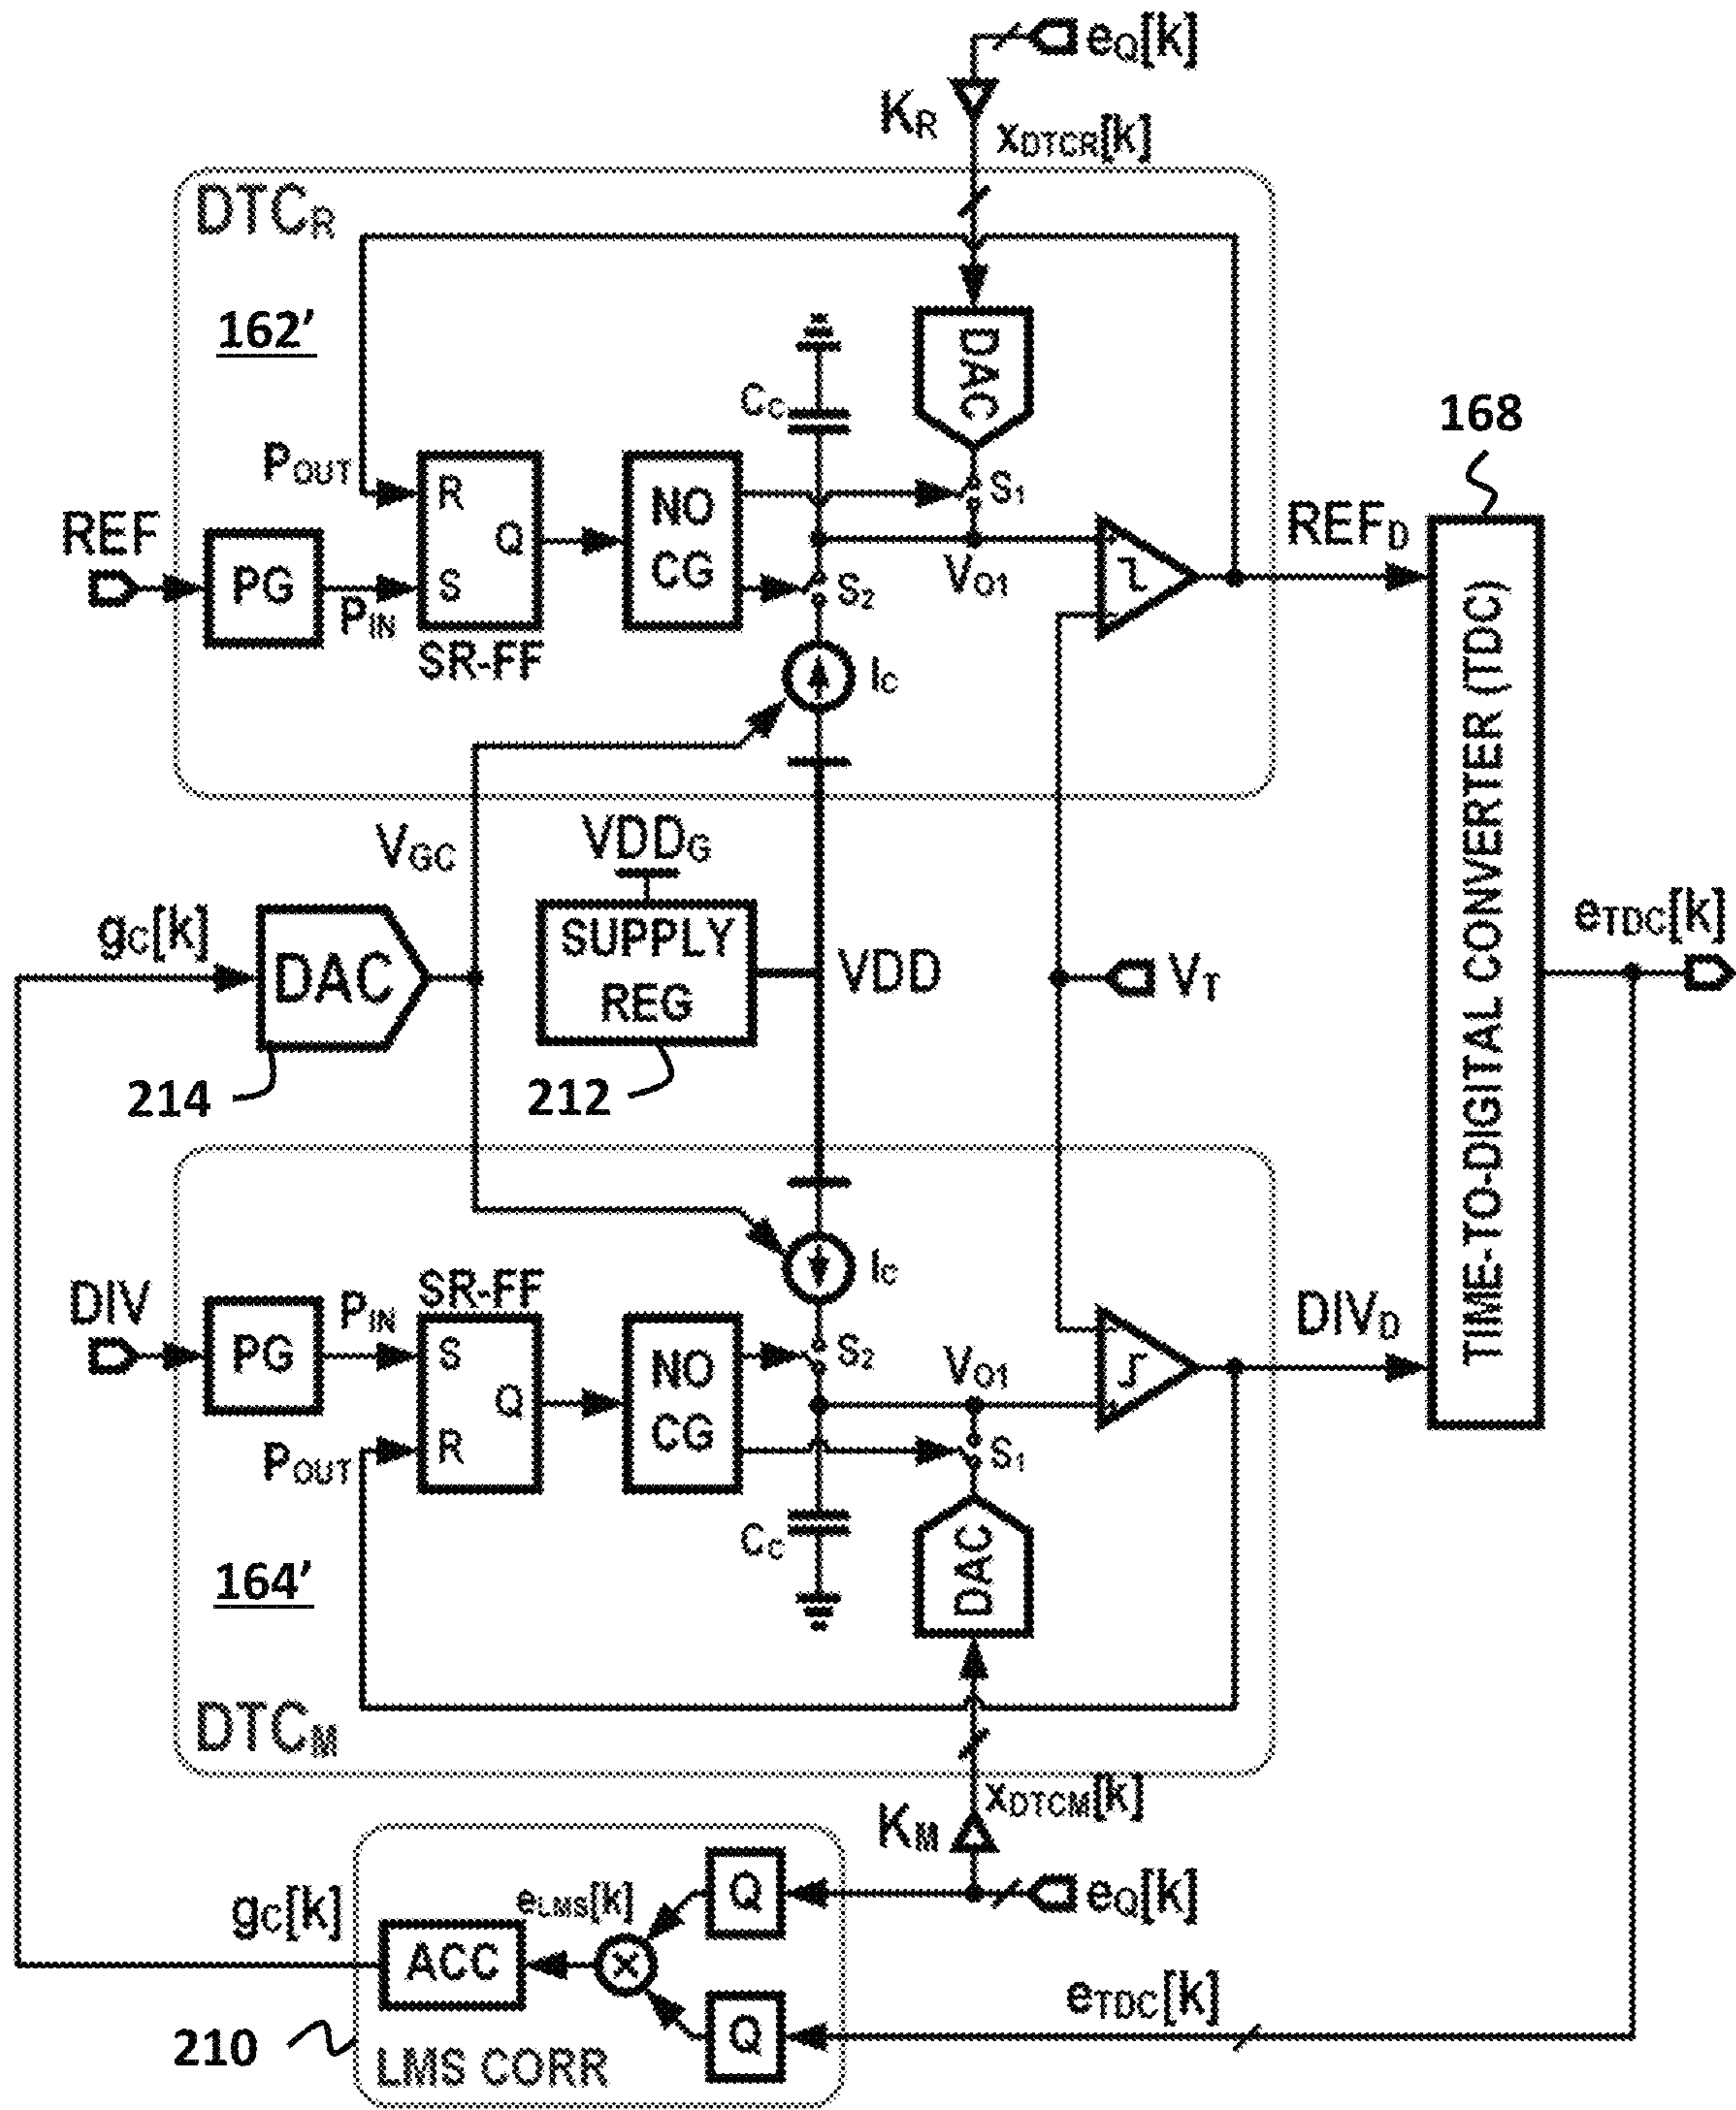 eQ[k]
KR
xDTCR[k]
DTCR
162’
CC
DAC
168
POUT
R
NO
CG
S1
REF
PG
PIN
Q
S
SR-FF
S2
VO1
REFD
IC
TIME-TO-DIGITAL CONVERTER (TDC)
VGC
VDDG
gC[k]
DAC
SUPPLY
REG
VDD
VT
eTDC[k]
214
212
DIV
PG
PIN
SR-FF
S
Q
R
NO
CG
IC
S2
VO1
DIVD
POUT
S1
CC
DAC
164’
DTCM
xDTCM[k]
KM
gC[k]
eLMS[k]
Q
eQ[k]
ACC
×
Q
eTDC[k]
210
LMS CORR